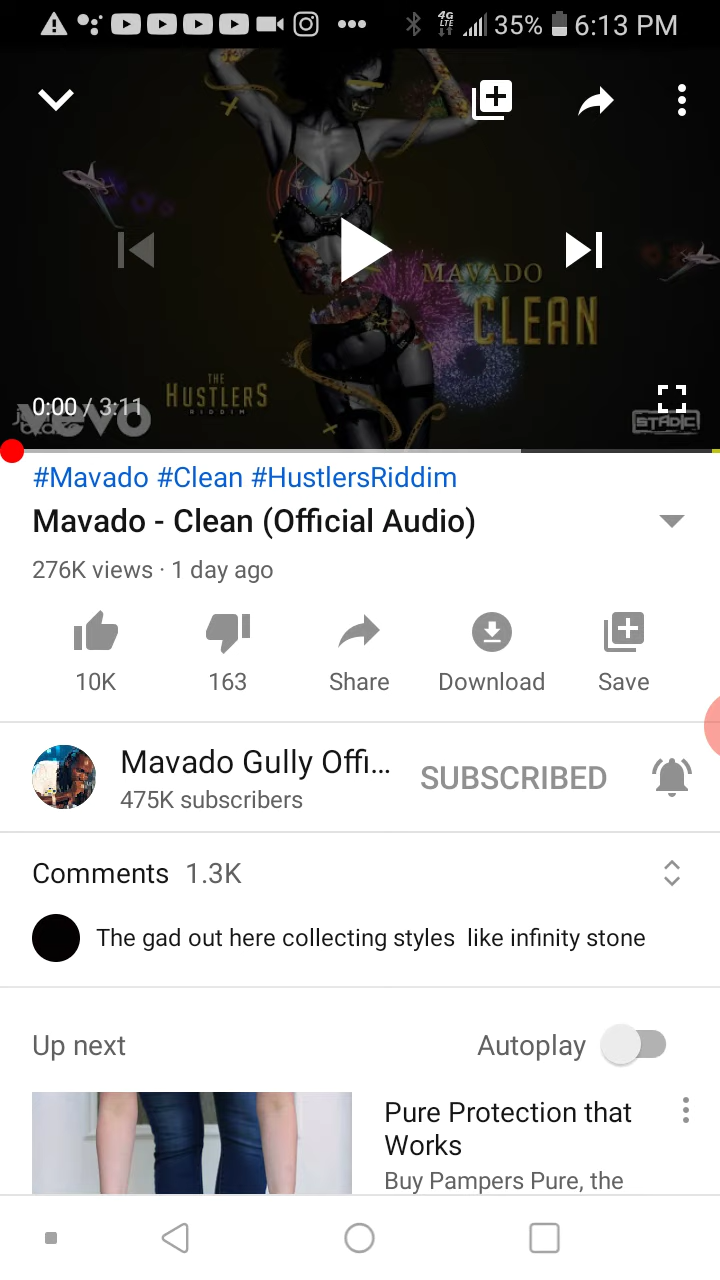 4G LTE 35% 6:13 PM
MAVADO
CLEAN
THE
HUSTLERS
RIDDIM
0:00 / 3:11
vevo
STADIC
#Mavado #Clean #HustlersRiddim
Mavado - Clean (Official Audio)
276K views · 1 day ago
10K 163 Share Download Save
Mavado Gully Offi...
SUBSCRIBED
475K subscribers
Comments 1.3K
The gad out here collecting styles like infinity stone
Up next Autoplay
Pure Protection that
Works
Buy Pampers Pure, the